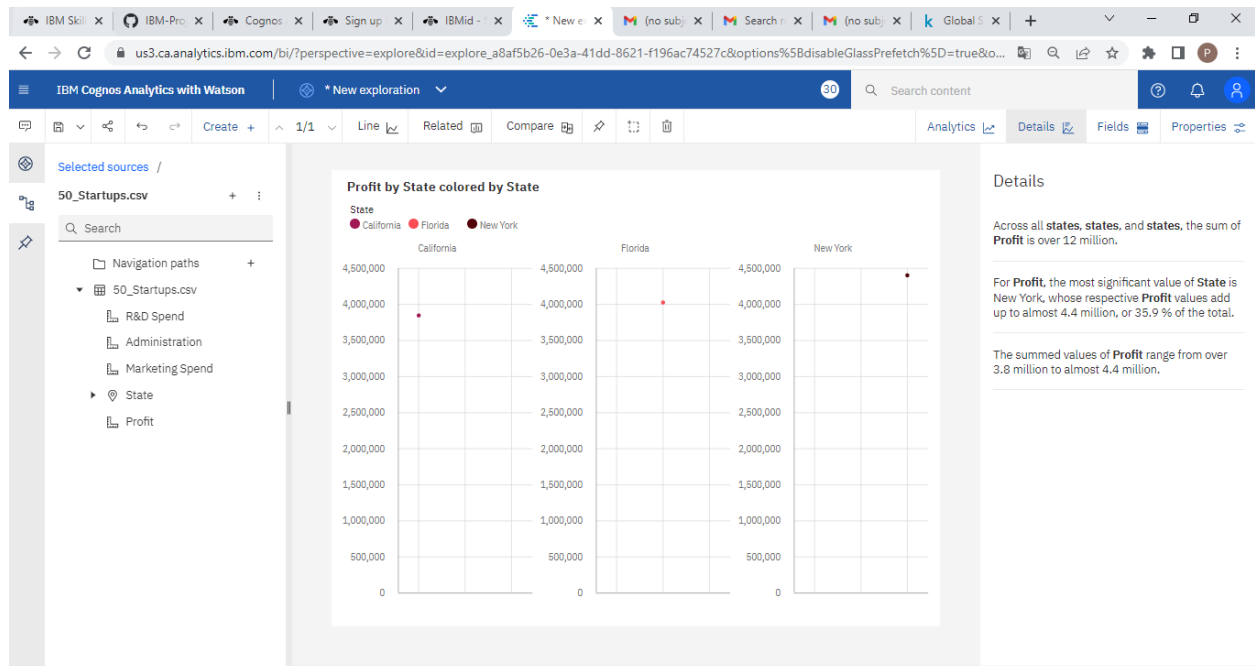 IBM Skill
IBM-Pro
Cognos
Sign up
IBMid -
* New e
(no subj
Search r
(no subj
Global S
us3.ca.analytics.ibm.com/bi/?perspective=explore&id=explore_a8af5b26-0e3a-41dd-8621-f196ac74527c&options%5BdisableGlassPrefetch%5D=true&o...
P
IBM Cognos Analytics with Watson
* New exploration
30
Search content
Create +
1/1
Line
Related
Compare
Analytics
Details
Fields
Properties
Selected sources /
50_Startups.csv
Search
Navigation paths
50_Startups.csv
R&D Spend
Administration
Marketing Spend
State
Profit
Profit by State colored by State
State
California Florida New York
California Florida New York
4,500,000 4,500,000 4,500,000
4,000,000 4,000,000 4,000,000
3,500,000 3,500,000 3,500,000
3,000,000 3,000,000 3,000,000
2,500,000 2,500,000 2,500,000
2,000,000 2,000,000 2,000,000
1,500,000 1,500,000 1,500,000
1,000,000 1,000,000 1,000,000
500,000 500,000 500,000
0 0 0
Details
Across all states, states, and states, the sum of
Profit is over 12 million.
For Profit, the most significant value of State is
New York, whose respective Profit values add
up to almost 4.4 million, or 35.9 % of the total.
The summed values of Profit range from over
3.8 million to almost 4.4 million.